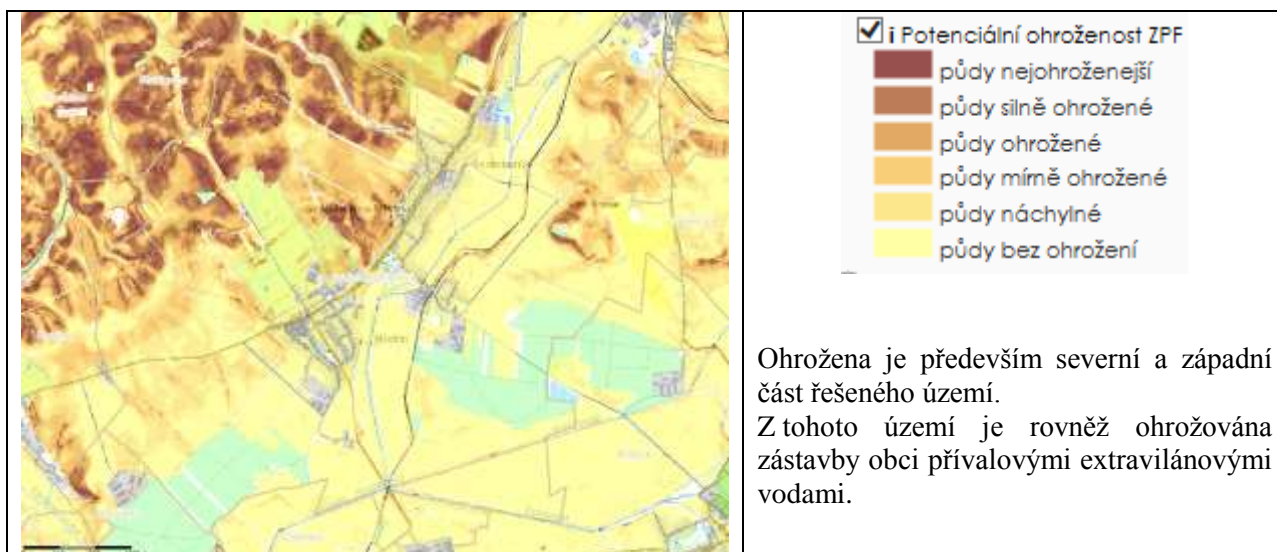 i Potenciální ohroženost ZPF
půdy nejohroženejší
půdy silně ohrožené
půdy ohrožené
půdy mírně ohrožené
půdy náchylné
půdy bez ohrožení
Ohrožena je především severní a západní
část řešeného území.
Z tohoto území je rovněž ohrožována
zástavby obci přívalovými extravilánovými
vodami.